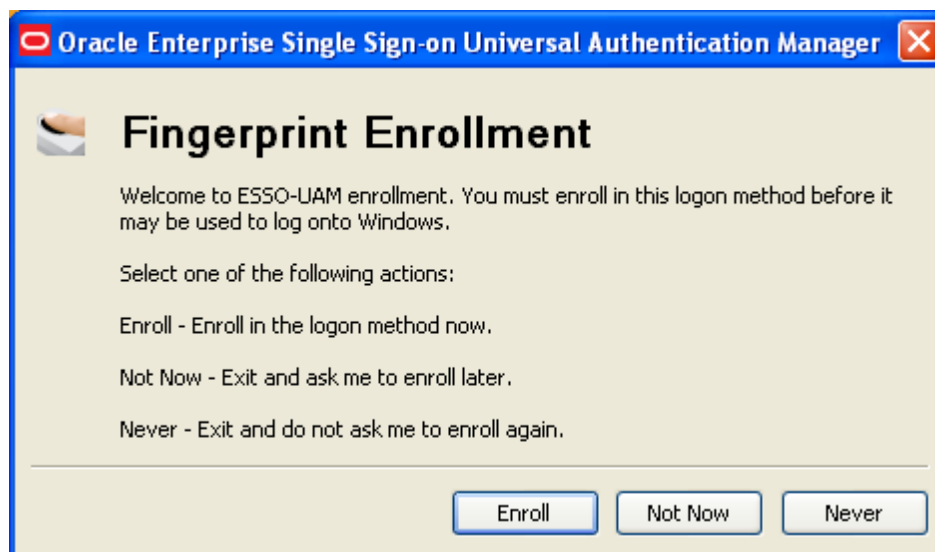 Oracle Enterprise Single Sign-on Universal Authentication Manager
Fingerprint Enrollment
Welcome to ESSO-UAM enrollment. You must enroll in this logon method before it
may be used to log onto Windows.
Select one of the following actions:
Enroll - Enroll in the logon method now.
Not Now - Exit and ask me to enroll later.
Never - Exit and do not ask me to enroll again.
Enroll Not Now Never